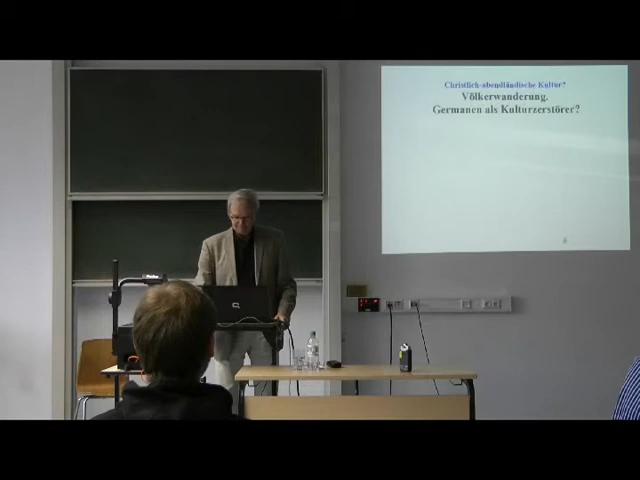 Christlich-abendländische Kultur?
Völkerwanderung.
Germanen als Kulturzerstörer?